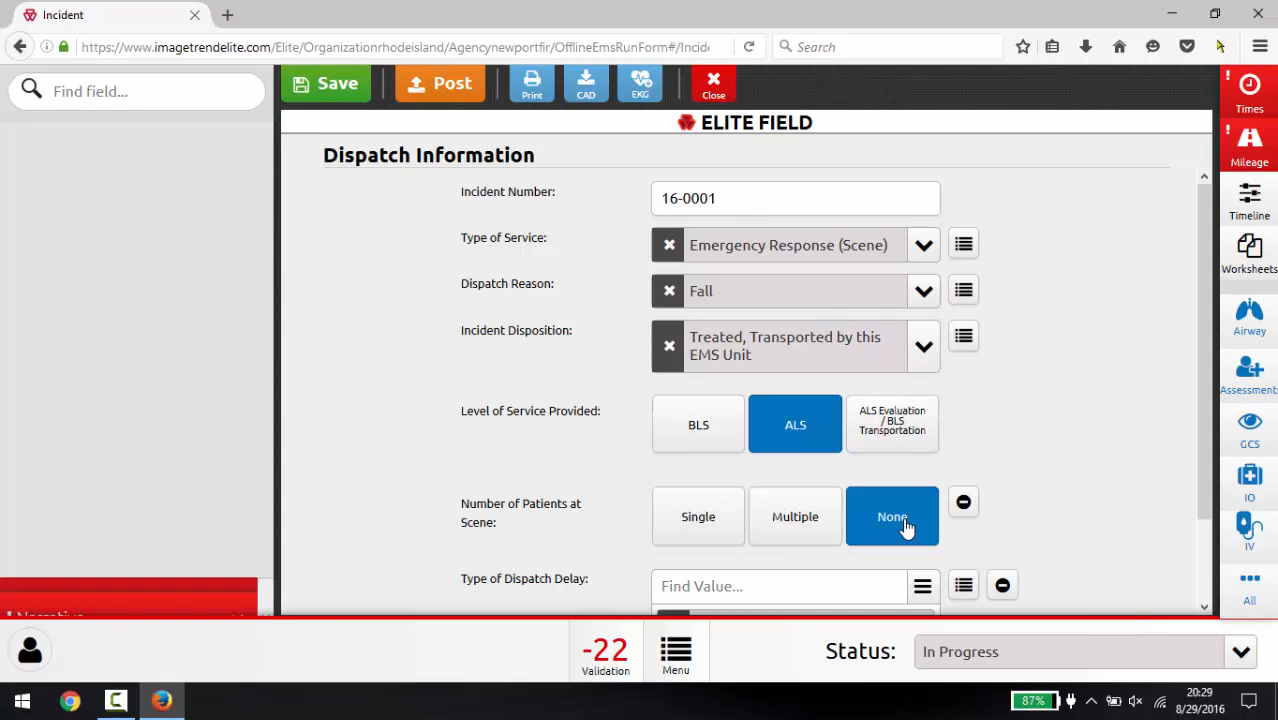 Incident
https://www.imagetrendelite.com/Elite/Organizationrhodeisland/Agencynewportfir/OfflineEmsRunForm#/Incide
Search
Find field...
Save
Post
Print
CAD
EKG
Close
Times
Mileage
Timeline
Worksheets
Airway
Assessments
GCS
IO
IV
All
ELITE FIELD
Dispatch Information
Incident Number:
16-0001
Type of Service:
Emergency Response (Scene)
Dispatch Reason:
Fall
Incident Disposition:
Treated, Transported by this
EMS Unit
Level of Service Provided:
BLS
ALS
ALS Evaluation
/ BLS
Transportation
Number of Patients at
Scene:
Single
Multiple
None
Type of Dispatch Delay:
Find Value...
Narrative
-22
Validation
Menu
Status:
In Progress
87%
20:29
8/29/2016